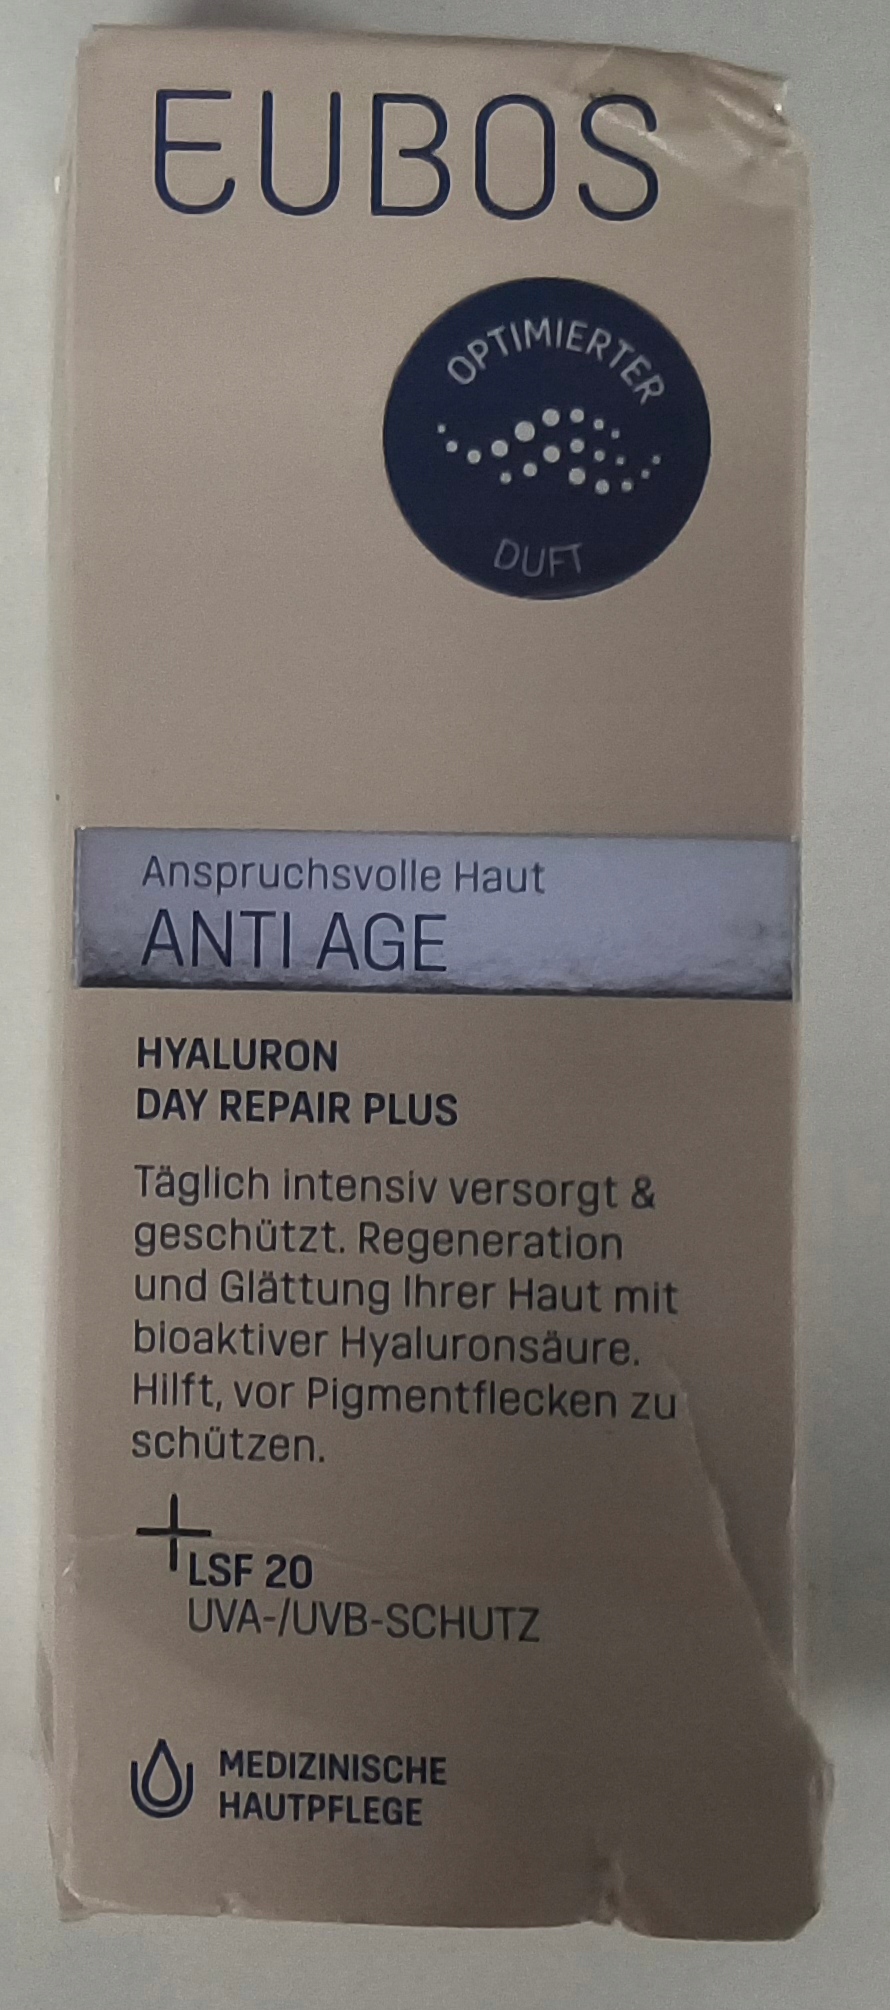 EUBOS
OPTIMIERTER
DUFT
Anspruchsvolle Haut
ANTI AGE
HYALURON
DAY REPAIR PLUS
Täglich intensiv versorgt &
geschützt. Regeneration
und Glättung Ihrer Haut mit
bioaktiver Hyaluronsäure.
Hilft, vor Pigmentflecken zu
schützen.
+
LSF 20
UVA-/UVB-SCHUTZ
MEDIZINISCHE
HAUTPFLEGE